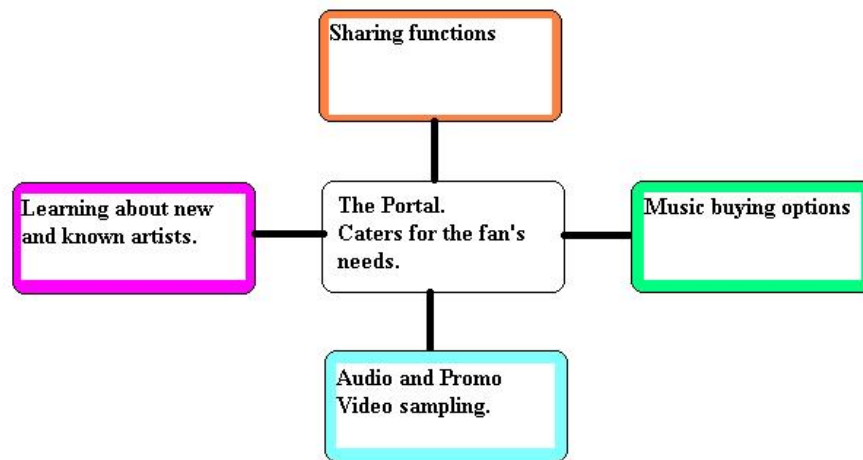 Sharing functions
Learning about new
and known artists.
The Portal.
Caters for the fan's
needs.
Music buying options
Audio and Promo
Video sampling.